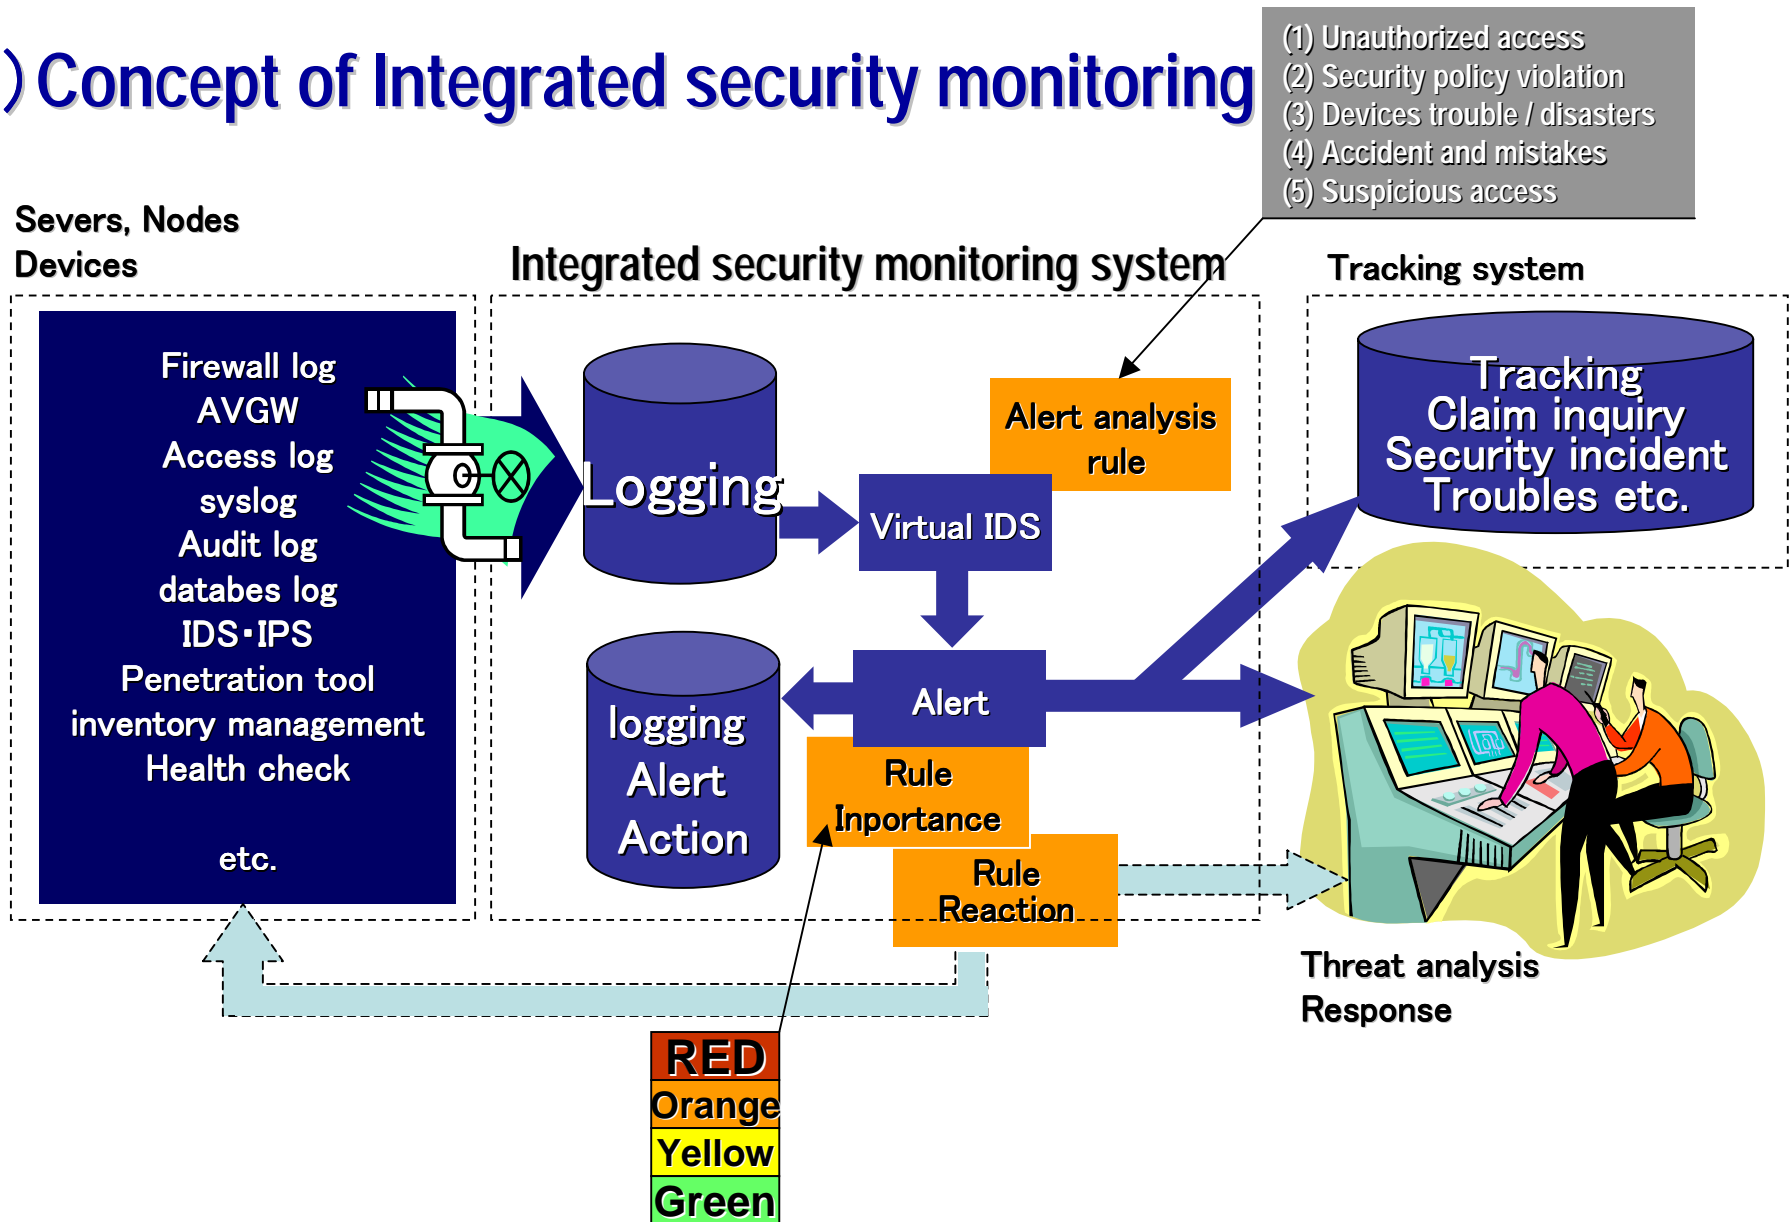 ) Concept of Integrated security monitoring
(1) Unauthorized access
(2) Security policy violation
(3) Devices trouble / disasters
(4) Accident and mistakes
(5) Suspicious access
Severs, Nodes
Devices
Integrated security monitoring system
Tracking system
Firewall log
AVGW
Access log
syslog
Audit log
databes log
IDS・IPS
Penetration tool
inventory management
Health check
etc.
Logging
Alert analysis
rule
Virtual IDS
Tracking
Claim inquiry
Security incident
Troubles etc.
logging
Alert
Action
Alert
Rule
Inportance
Rule
Reaction
Threat analysis
Response
RED
Orange
Yellow
Green